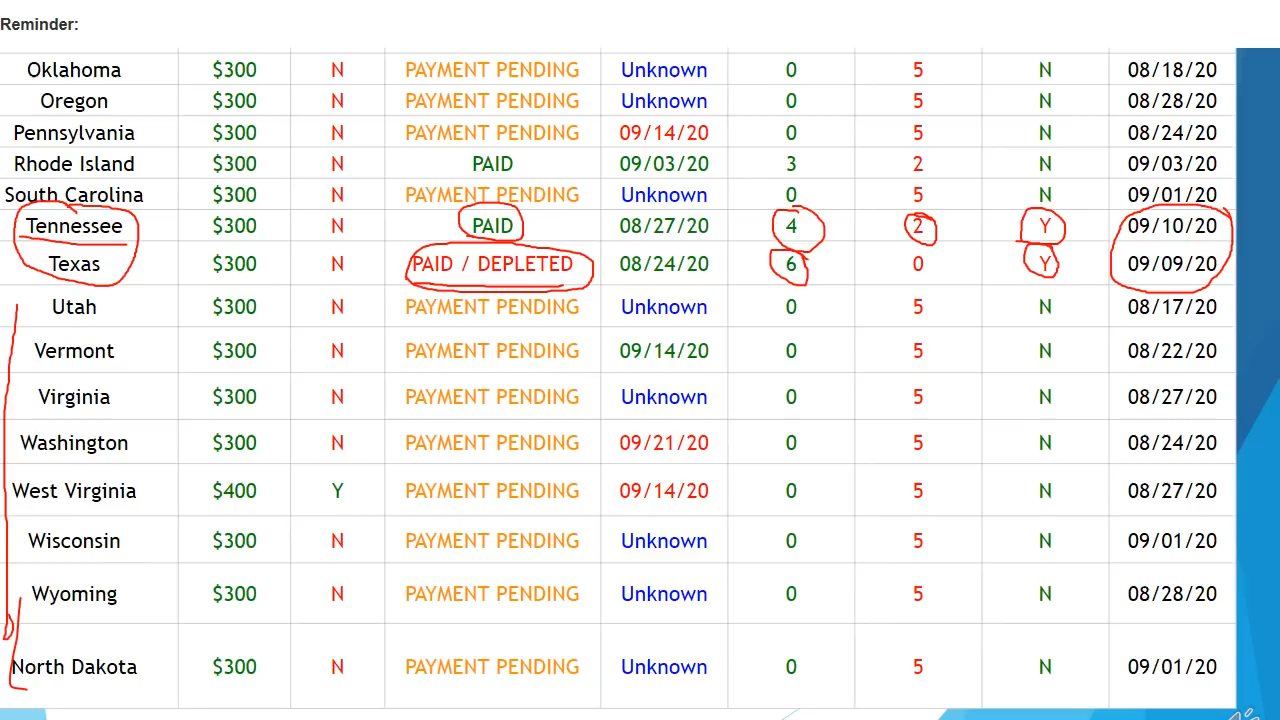 Reminder:
Oklahoma $300 N PAYMENT PENDING Unknown 0 5 N 08/18/20
Oregon $300 N PAYMENT PENDING Unknown 0 5 N 08/28/20
Pennsylvania $300 N PAYMENT PENDING 09/14/20 0 5 N 08/24/20
Rhode Island $300 N PAID 09/03/20 3 2 N 09/03/20
South Carolina $300 N PAYMENT PENDING Unknown 0 5 N 09/01/20
Tennessee $300 N PAID 08/27/20 4 2 Y 09/10/20
Texas $300 N PAID / DEPLETED 08/24/20 6 0 Y 09/09/20
Utah $300 N PAYMENT PENDING Unknown 0 5 N 08/17/20
Vermont $300 N PAYMENT PENDING 09/14/20 0 5 N 08/22/20
Virginia $300 N PAYMENT PENDING Unknown 0 5 N 08/27/20
Washington $300 N PAYMENT PENDING 09/21/20 0 5 N 08/24/20
West Virginia $400 Y PAYMENT PENDING 09/14/20 0 5 N 08/27/20
Wisconsin $300 N PAYMENT PENDING Unknown 0 5 N 09/01/20
Wyoming $300 N PAYMENT PENDING Unknown 0 5 N 08/28/20
North Dakota $300 N PAYMENT PENDING Unknown 0 5 N 09/01/20